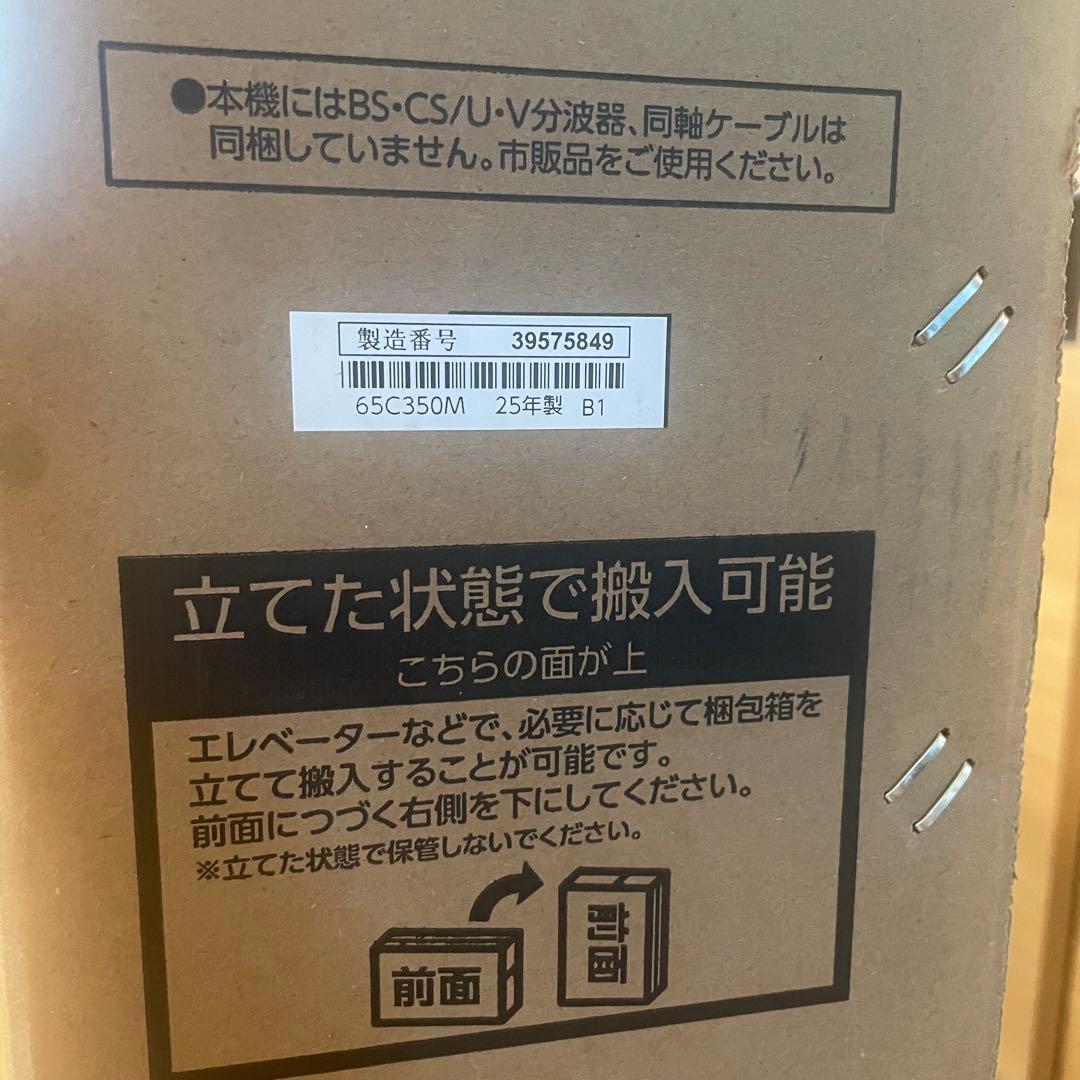 ●本機にはBS・CS/U・V分波器、同軸ケーブルは
同梱していません。市販品をご使用ください。
製造番号 39575849
65C350M 25年製 B1
立てた状態で搬入可能
こちらの面が上
エレベーターなどで、必要に応じて梱包箱を
立てて搬入することが可能です。
前面につづく右側を下にしてください。
※立てた状態で保管しないでください。
前面
前面